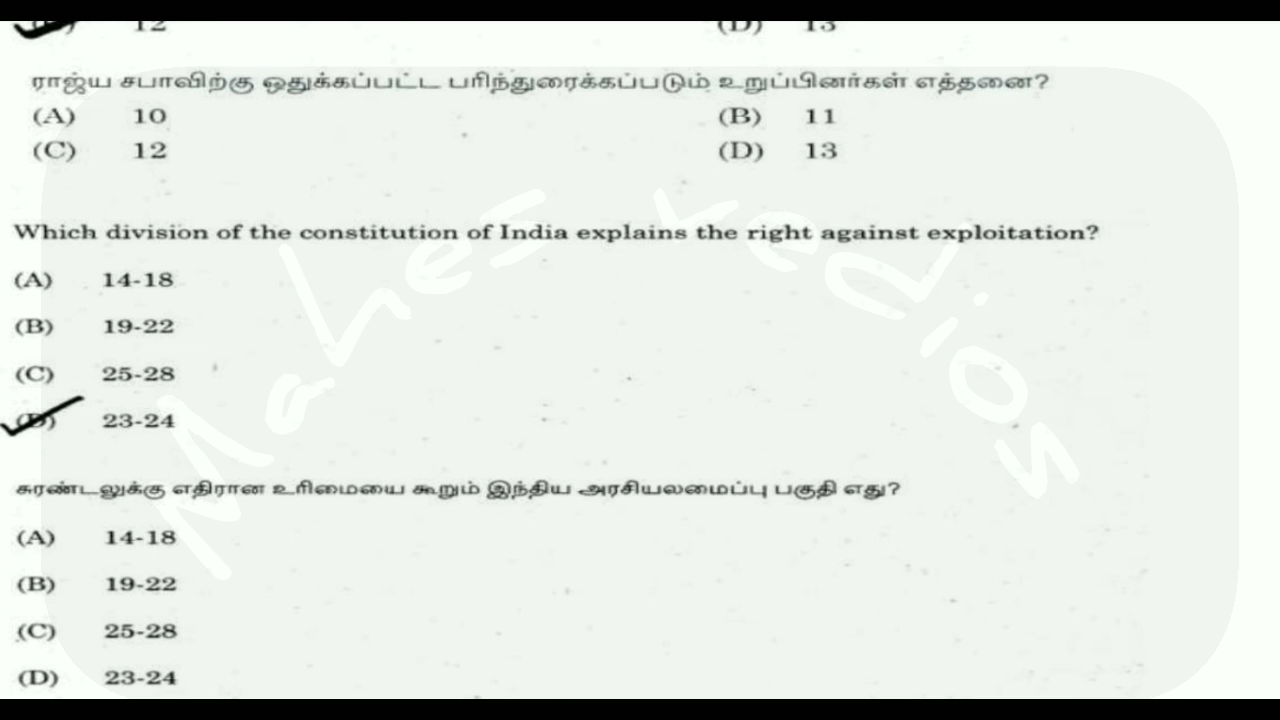 12 (D) 13
ராஜ்ய சபாவிற்கு ஒதுக்கப்பட்ட பரிந்துரைக்கப்படும் உறுப்பினர்கள் எத்தனை?
(A) 10 (B) 11
(C) 12 (D) 13
Which division of the constitution of India explains the right against exploitation?
(A) 14-18
(B) 19-22
(C) 25-28
(D) 23-24
சுரண்டலுக்கு எதிரான உரிமையை கூறும் இந்திய அரசியலமைப்பு பகுதி எது?
(A) 14-18
(B) 19-22
(C) 25-28
(D) 23-24